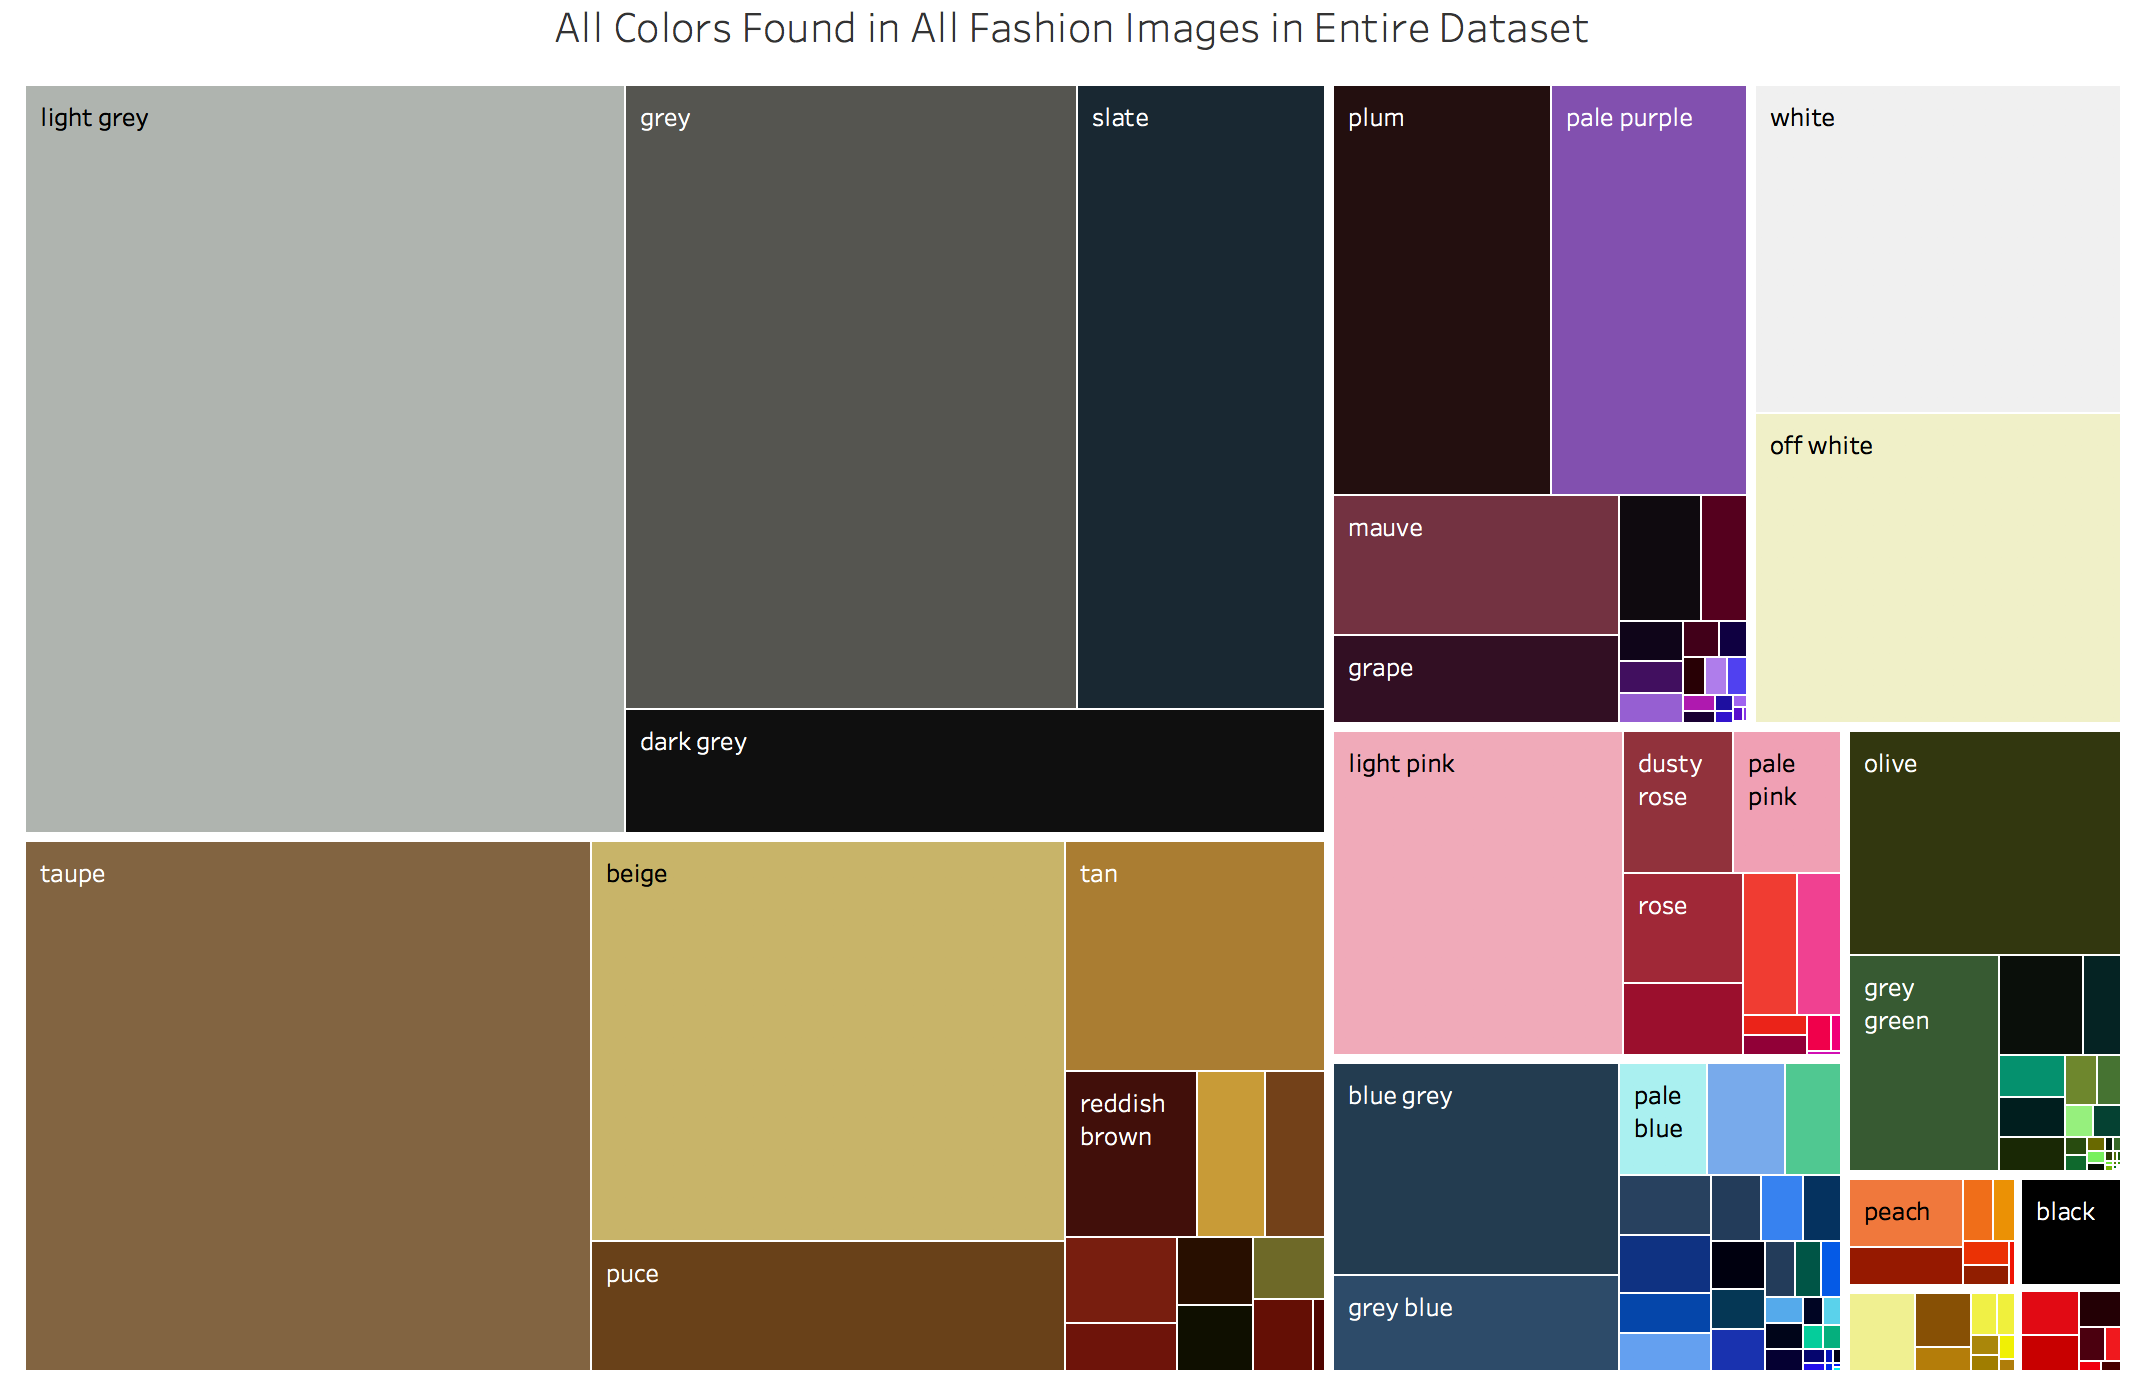 All Colors Found in All Fashion Images in Entire Dataset
light grey
grey
slate
dark grey
taupe
beige
tan
reddish
brown
puce
plum
pale purple
mauve
grape
white
off white
light pink
dusty
rose
pale
pink
rose
olive
grey
green
blue grey
pale
blue
grey blue
peach
black